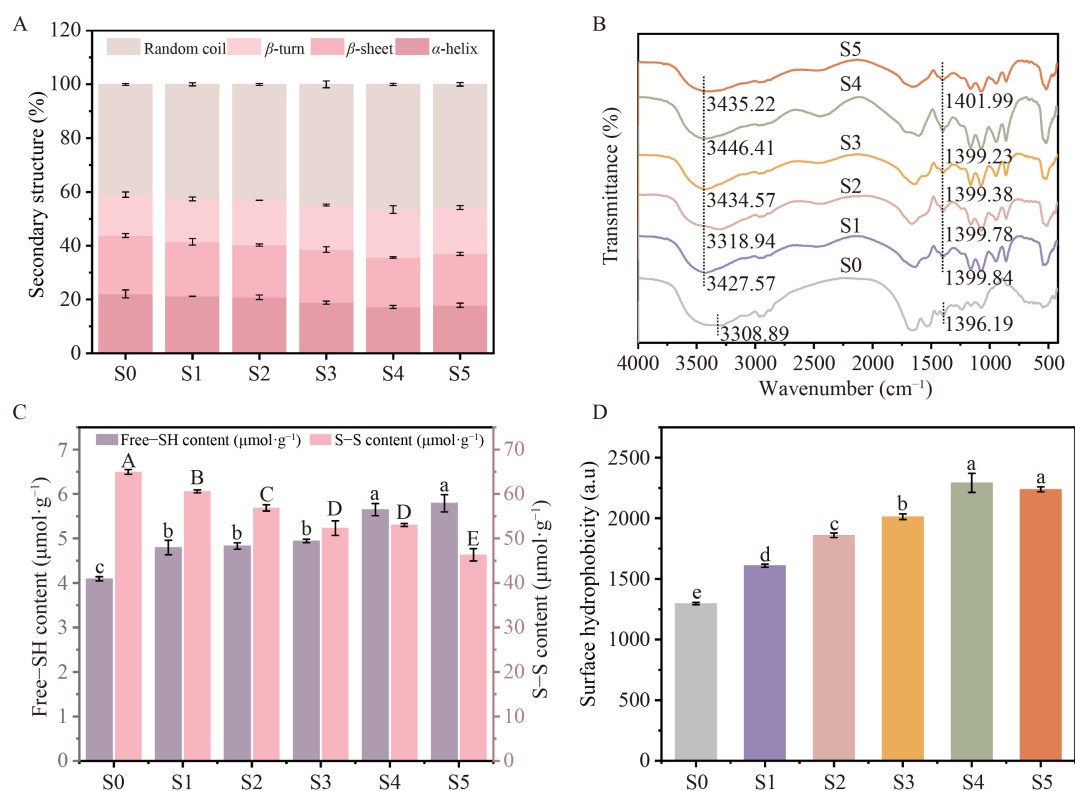 A
120
100
80
60
40
20
0
Secondary structure (%)
Random coil β-turn β-sheet α-helix
S0 S1 S2 S3 S4 S5
B
Transmittance (%)
S5
3435.22 1401.99
S4
3446.41 1399.23
S3
3434.57 1399.38
S2
3318.94 1399.78
S1
3427.57 1399.84
S0
3308.89 1396.19
4000 3500 3000 2500 2000 1500 1000 500
Wavenumber (cm⁻¹)
C
Free−SH content (μmol·g⁻¹)
7
6
5
4
3
2
1
0
Free−SH content (μmol·g⁻¹) S−S content (μmol·g⁻¹)
c A b B b C b D a D a E
S0 S1 S2 S3 S4 S5
70
60
50
40
30
20
10
0
S−S content (μmol·g⁻¹)
D
Surface hydrophobicity (a.u)
2500
2000
1500
1000
500
0
e d c b a a
S0 S1 S2 S3 S4 S5